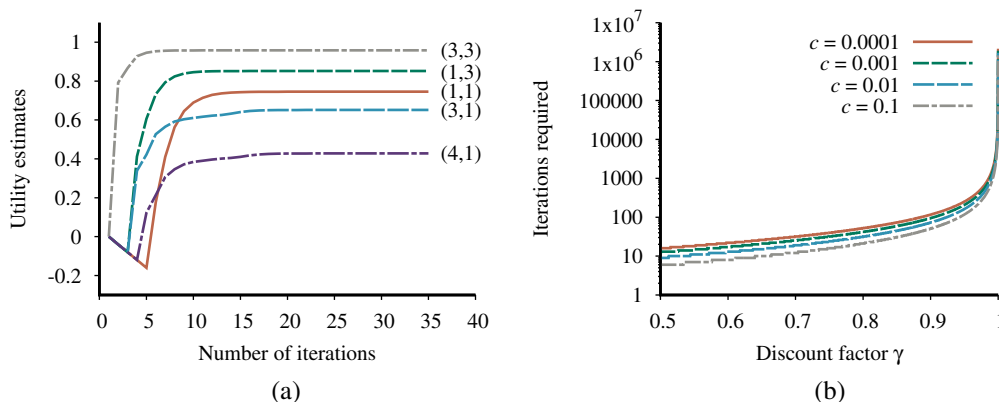 Utility estimates
1
0.8
0.6
0.4
0.2
0
-0.2
(3,3)
(1,3)
(1,1)
(3,1)
(4,1)
0 5 10 15 20 25 30 35 40
Number of iterations
(a)
Iterations required
1x10^7
1x10^6
100000
10000
1000
100
10
1
c = 0.0001
c = 0.001
c = 0.01
c = 0.1
0.5 0.6 0.7 0.8 0.9 1
Discount factor γ
(b)